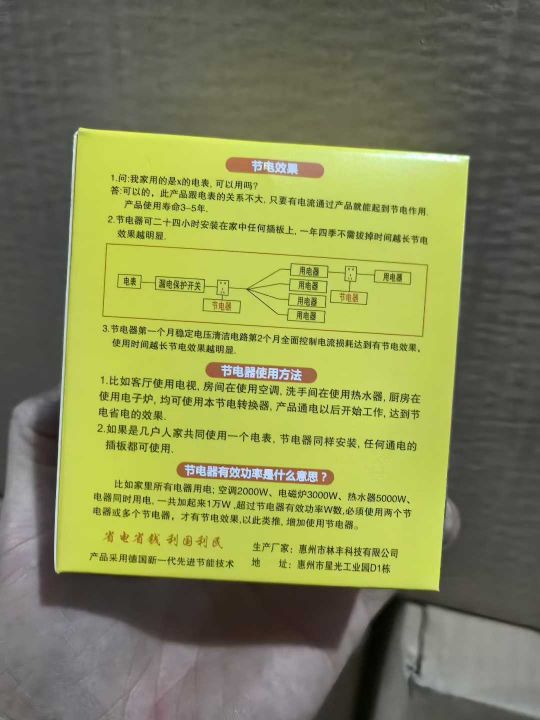 节电效果
1.问:我家用的是x的电表,可以用吗?
答:可以的，此产品跟电表的关系不大.只要有电流通过产品就能起到节电作用.
产品使用寿命3-5年.
2.节电器可二十四小时安装在家中任何插板上,一年四季不需拔掉时间越长节电
效果越明显.
电表
漏电保护开关
节电器
用电器
用电器
用电器
用电器
节电器
用电器
3.节电器第一个月稳定电压清洁电路第2个月全面控制电流损耗达到有节电效果，
使用时间越长节电效果越明显.
节电器使用方法
1.比如客厅使用电视,房间在使用空调,洗手间在使用热水器,厨房在
使用电子炉,均可使用本节电转换器,产品通电以后开始工作,达到节
电省电的效果.
2.如果是几户人家共同使用一个电表,节电器同样安装,任何通电的
插板都可使用.
节电器有效功率是什么意思？
比如家里所有电器用电;空调2000W、电磁炉3000W、热水器5000W、
电器同时用电,一共加起来1万W,超过节电器有效功率W数,必须使用两个节
电器或多个节电器，才有节电效果,以此类推,增加使用节电器。
省电省钱利国利民
产品采用德国新一代先进节能技术
生产厂家：惠州市林丰科技有限公司
地 址：惠州市星光工业园D1栋